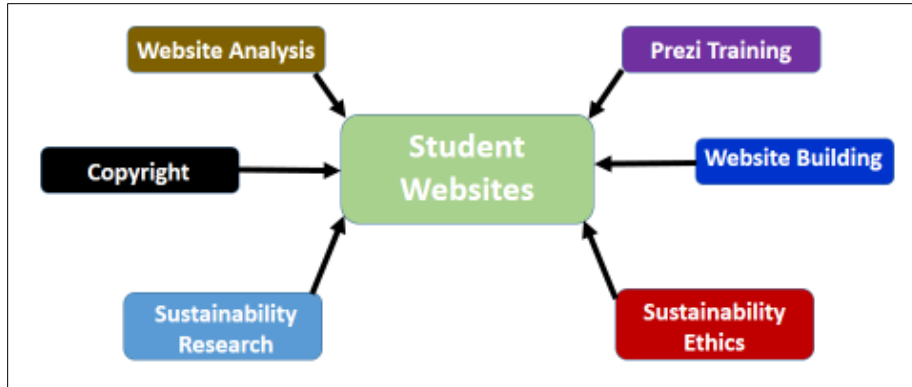 Website Analysis
Prezi Training
Student
Websites
Copyright
Website Building
Sustainability
Research
Sustainability
Ethics